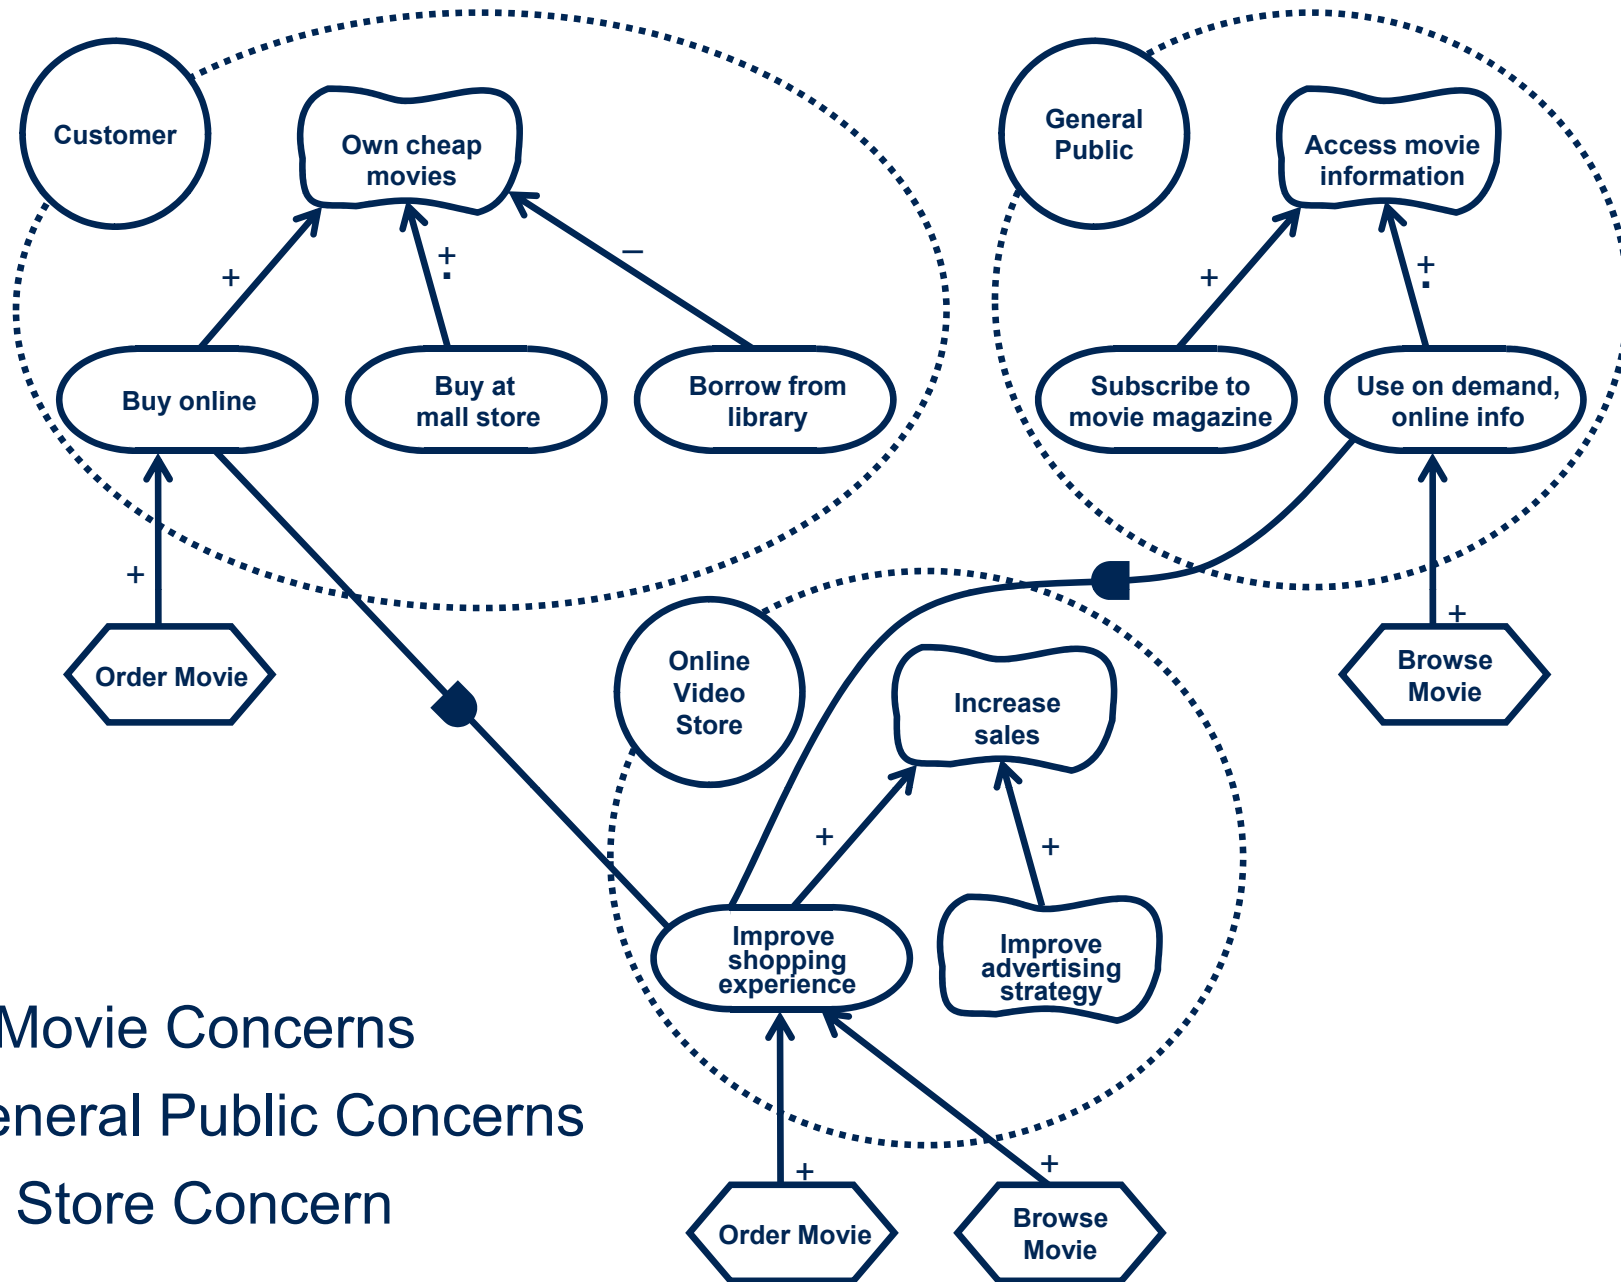 Customer
Own cheap
movies
+
+
.
–
Buy online
Buy at
mall store
Borrow from
library
+
Order Movie
General
Public
Access movie
information
+
+
.
Subscribe to
movie magazine
Use on demand,
online info
+
Browse
Movie
Online
Video
Store
Increase
sales
+
+
Improve
shopping
experience
Improve
advertising
strategy
+
+
Order Movie
Browse
Movie
Movie Concerns
eneral Public Concerns
Store Concern